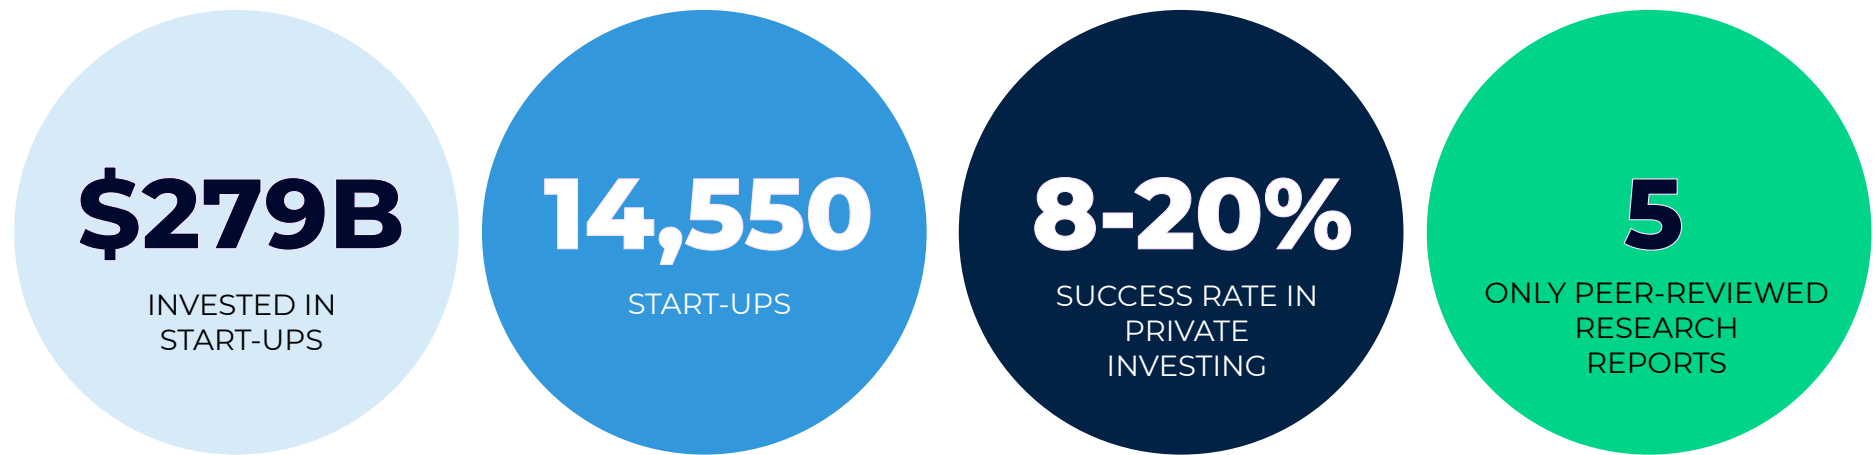 $279B
INVESTED IN
START-UPS
14,550
START-UPS
8-20%
SUCCESS RATE IN
PRIVATE
INVESTING
5
ONLY PEER-REVIEWED
RESEARCH
REPORTS